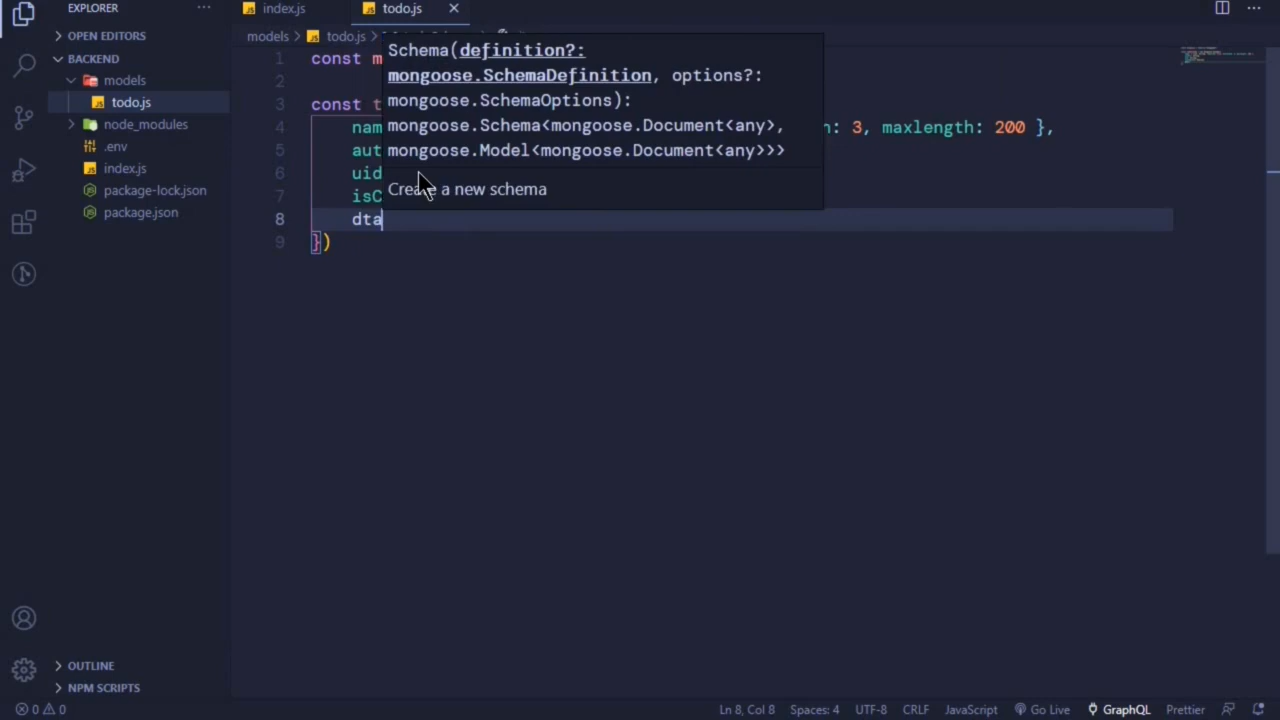 EXPLORER
index.js
todo.js
OPEN EDITORS
models > todo.js >
BACKEND
models
todo.js
node_modules
.env
index.js
package-lock.json
package.json
1 const m
2
3 const t
4 nam n: 3, maxlength: 200 },
5 aut
6 uid
7 isC
8 dta
9 })
Schema(definition?:
mongoose.SchemaDefinition, options?:
mongoose.SchemaOptions):
mongoose.Schema<mongoose.Document<any>,
mongoose.Model<mongoose.Document<any>>>
Create a new schema
OUTLINE
NPM SCRIPTS
0 0
Ln 8, Col 8 Spaces: 4 UTF-8 CRLF JavaScript Go Live GraphQL Prettier